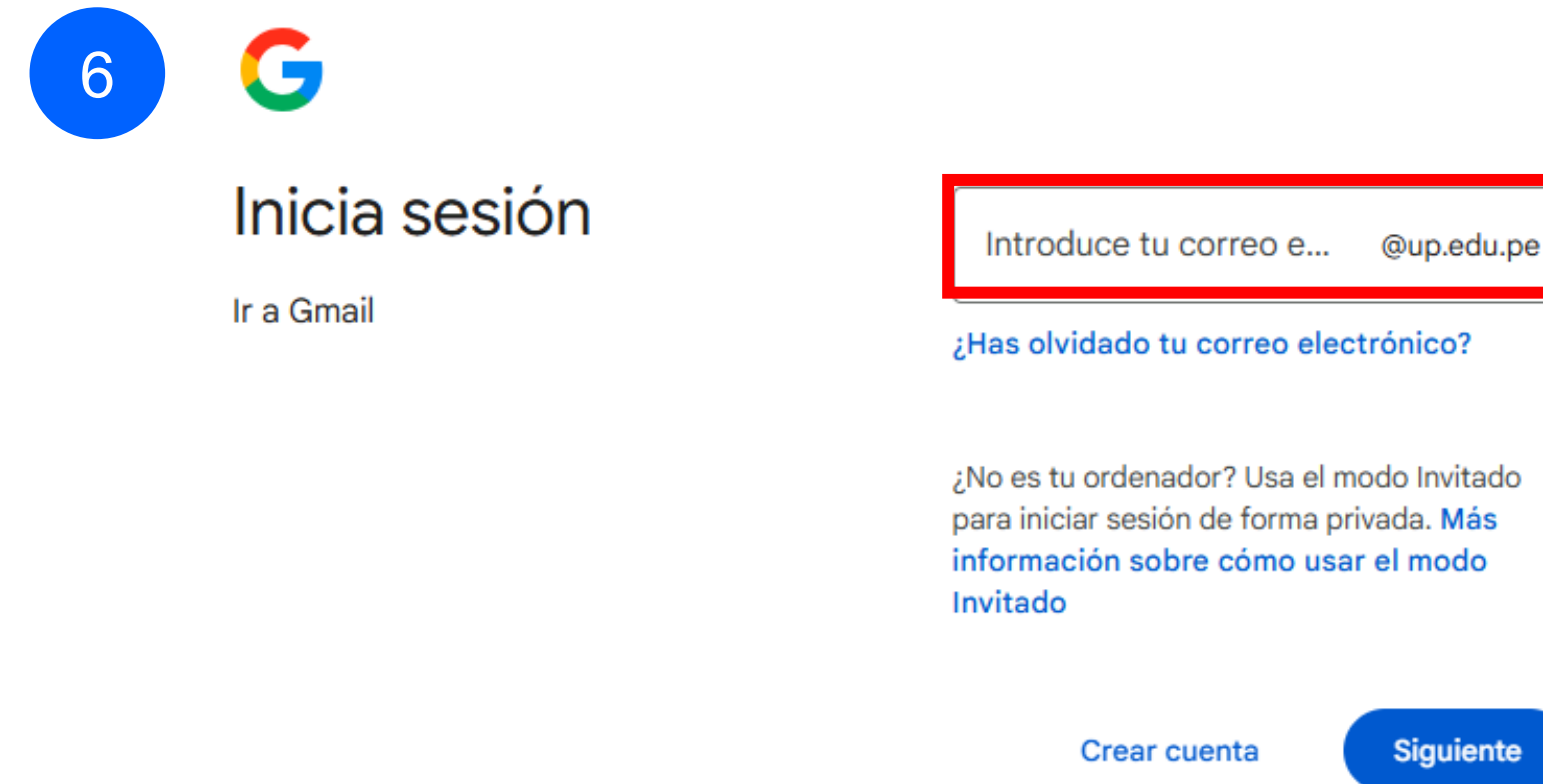 6
Inicia sesión
Ir a Gmail
Introduce tu correo e... @up.edu.pe
¿Has olvidado tu correo electrónico?
¿No es tu ordenador? Usa el modo Invitado
para iniciar sesión de forma privada. Más
información sobre cómo usar el modo
Invitado
Crear cuenta
Siguiente